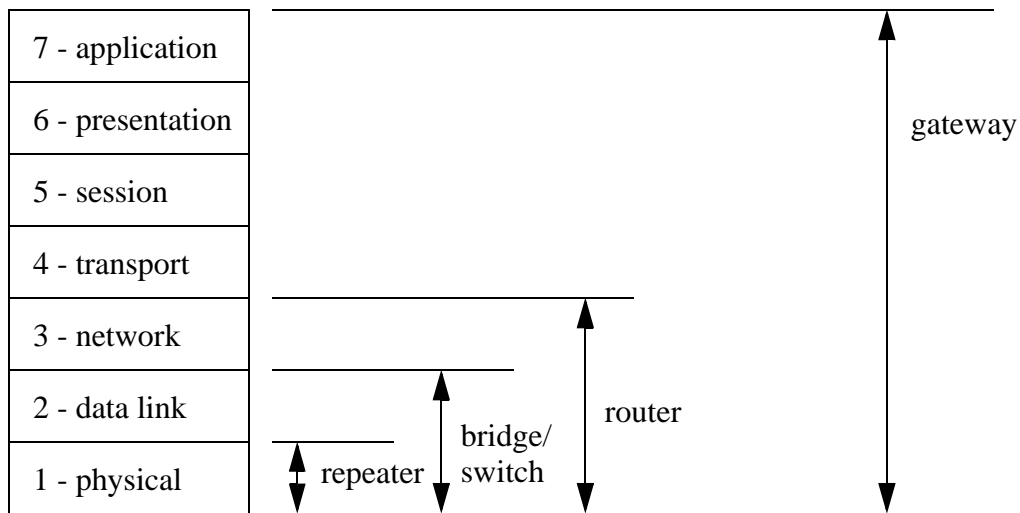 7 - application
6 - presentation
gateway
5 - session
4 - transport
3 - network
2 - data link
router
bridge/
switch
1 - physical
repeater